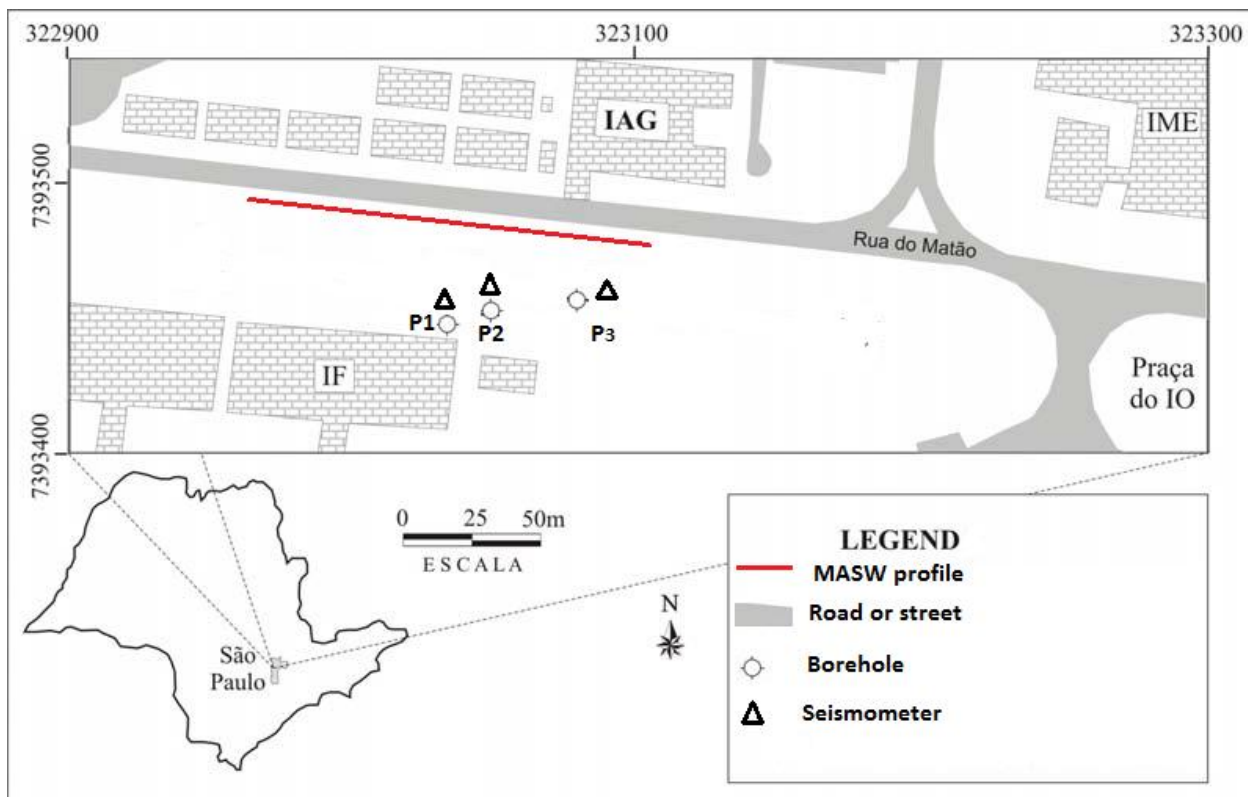 322900
323100
323300
7393500
7393400
IAG
IME
Rua do Matão
P1
P2
P3
IF
Praça
do IO
0 25 50m
ESCALA
N
São
Paulo
LEGEND
MASW profile
Road or street
Borehole
Seismometer